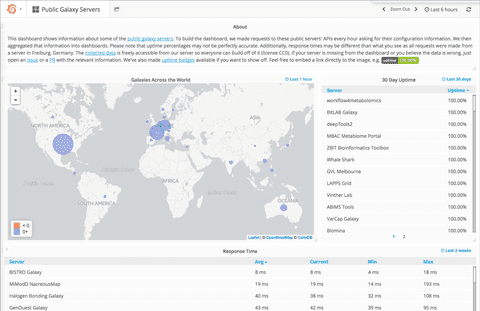 Public Galaxy Servers
Zoom Out
Last 6 hours
About
This dashboard shows information about some of the public galaxy servers. To build the dashboard, we made requests to these public servers' APIs every hour asking for their configuration information. We then
aggregated that information into dashboards. Please note that uptime percentages may not be perfectly accurate. Additionally, response times may be different than what you see as all requests were made from
a server in Freiburg, Germany. The collected data is freely accessible from our server so everyone can build off of it (license CC0). If your server is missing from the dashboard or you believe the data is wrong, just
open an issue or a PR with the relevant information. We've also made uptime badges available if you want to show off. Feel free to embed a link directly to the image, e.g. uptime 100.00%
Galaxies Across the World
Last 1 hour
+
-
NORTH AMERICA
ASIA
AFRICA
SOUTH AMERICA
OCEANIA
< 0
0+
Leaflet | © OpenStreetMap © CartoDB
30 Day Uptime
Last 30 days
Server Uptime
workflow4metabolomics 100.00%
BitLAB Galaxy 100.00%
deepTools2 100.00%
MBAC Metabiome Portal 100.00%
ZBIT Bioinformatics Toolbox 100.00%
Whale Shark 100.00%
GVL Melbourne 100.00%
LAPPS Grid 100.00%
Vinther Lab 100.00%
ABiMS Tools 100.00%
VarCap Galaxy 100.00%
Biomina 100.00%
1 2
Response Time
Last 2 weeks
Server Avg Current Min Max
BISTRO Galaxy 8 ms 8 ms 4 ms 18 ms
MiModD NacreousMap 19 ms 19 ms 14 ms 193 ms
Halogen Bonding Galaxy 40 ms 38 ms 32 ms 108 ms
GenOuest Galaxy 43 ms 42 ms 39 ms 95 ms